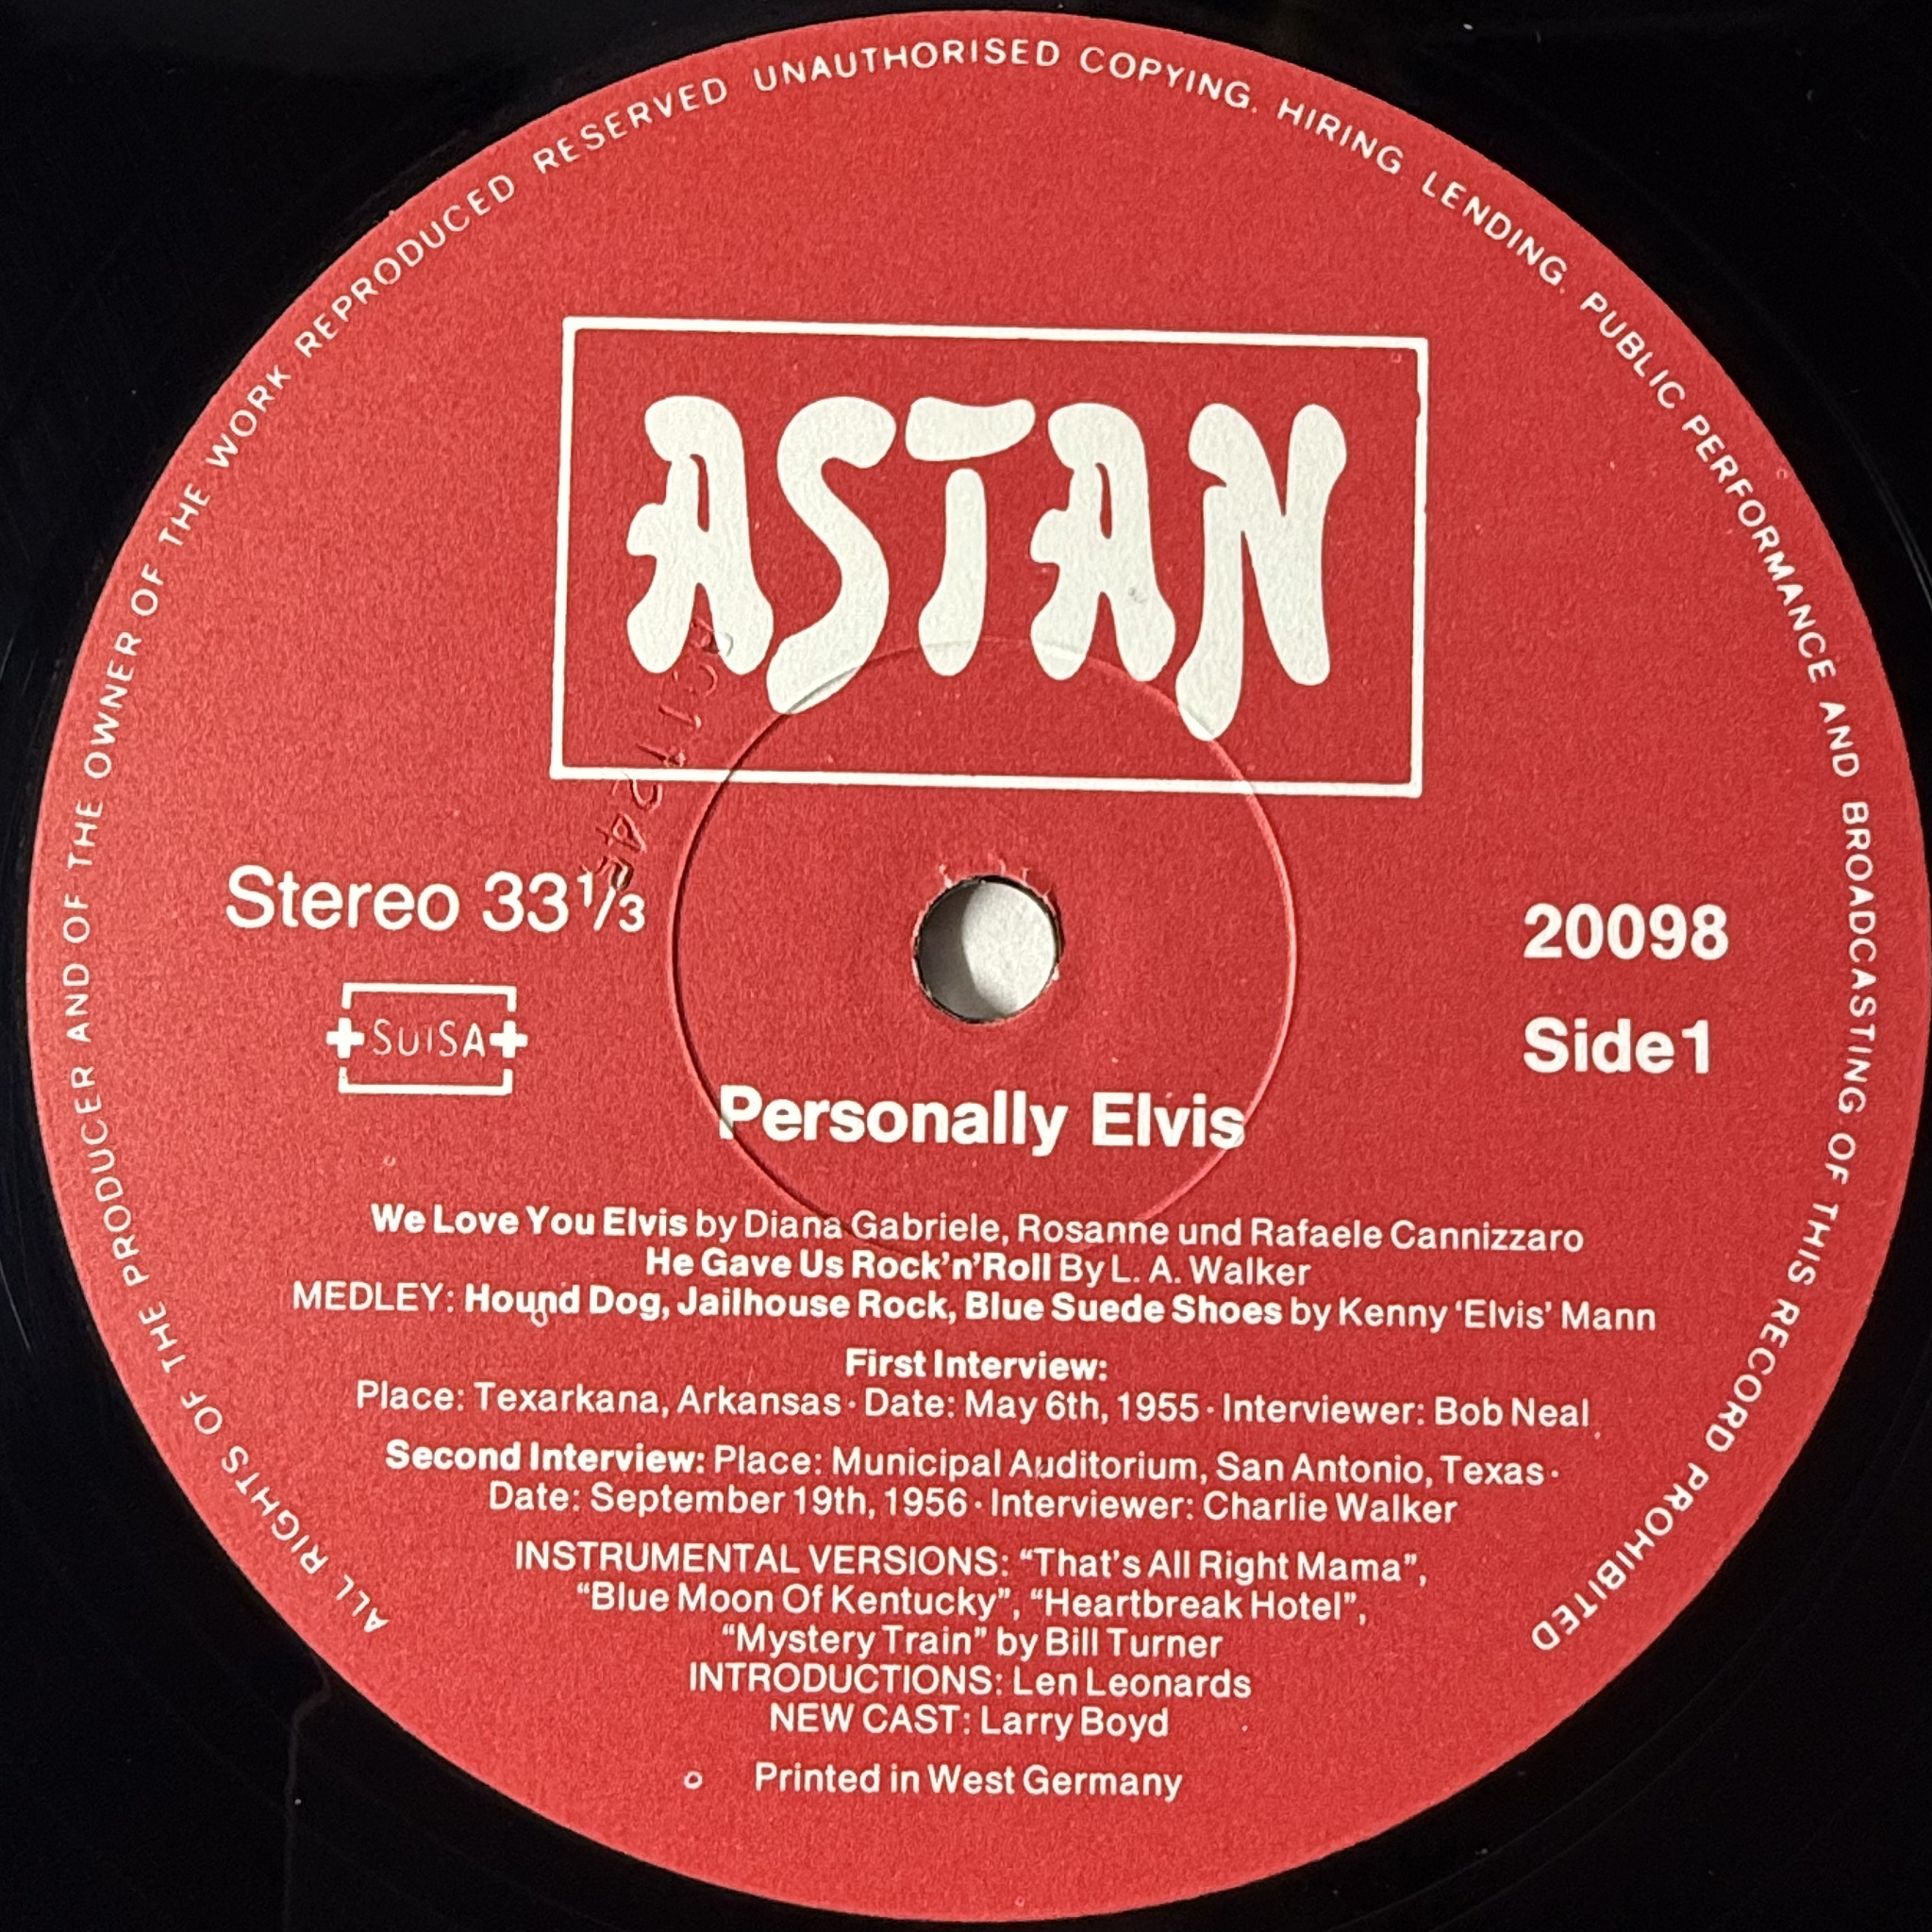 ALL RIGHTS OF THE PRODUCER AND OF THE OWNER OF THE WORK REPRODUCED RESERVED UNAUTHORISED COPYING. HIRING. LENDING. PUBLIC PERFORMANCE AND BROADCASTING OF THIS RECORD PROHIBITED
ASTAN
Stereo 33 1/3
20098
SUISA
Side 1
Personally Elvis
We Love You Elvis by Diana Gabriele, Rosanne und Rafaele Cannizzaro
He Gave Us Rock'n'Roll By L. A. Walker
MEDLEY: Hound Dog, Jailhouse Rock, Blue Suede Shoes by Kenny ‘Elvis’ Mann
First Interview:
Place: Texarkana, Arkansas · Date: May 6th, 1955 · Interviewer: Bob Neal
Second Interview: Place: Municipal Auditorium, San Antonio, Texas ·
Date: September 19th, 1956 · Interviewer: Charlie Walker
INSTRUMENTAL VERSIONS: “That's All Right Mama”,
“Blue Moon Of Kentucky”, “Heartbreak Hotel”,
“Mystery Train” by Bill Turner
INTRODUCTIONS: Len Leonards
NEW CAST: Larry Boyd
Printed in West Germany